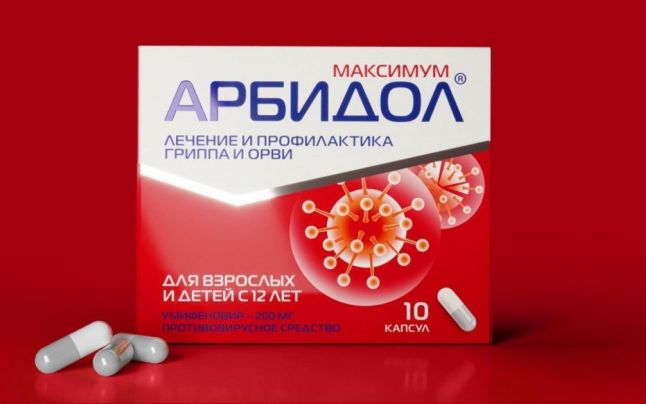 МАКСИМУМ
АРБИДОЛ®
ЛЕЧЕНИЕ И ПРОФИЛАКТИКА
ГРИППА И ОРВИ
ДЛЯ ВЗРОСЛЫХ
И ДЕТЕЙ С 12 ЛЕТ
УМИФЕНОВИР – 200 МГ
ПРОТИВОВИРУСНОЕ СРЕДСТВО
10
КАПСУЛ